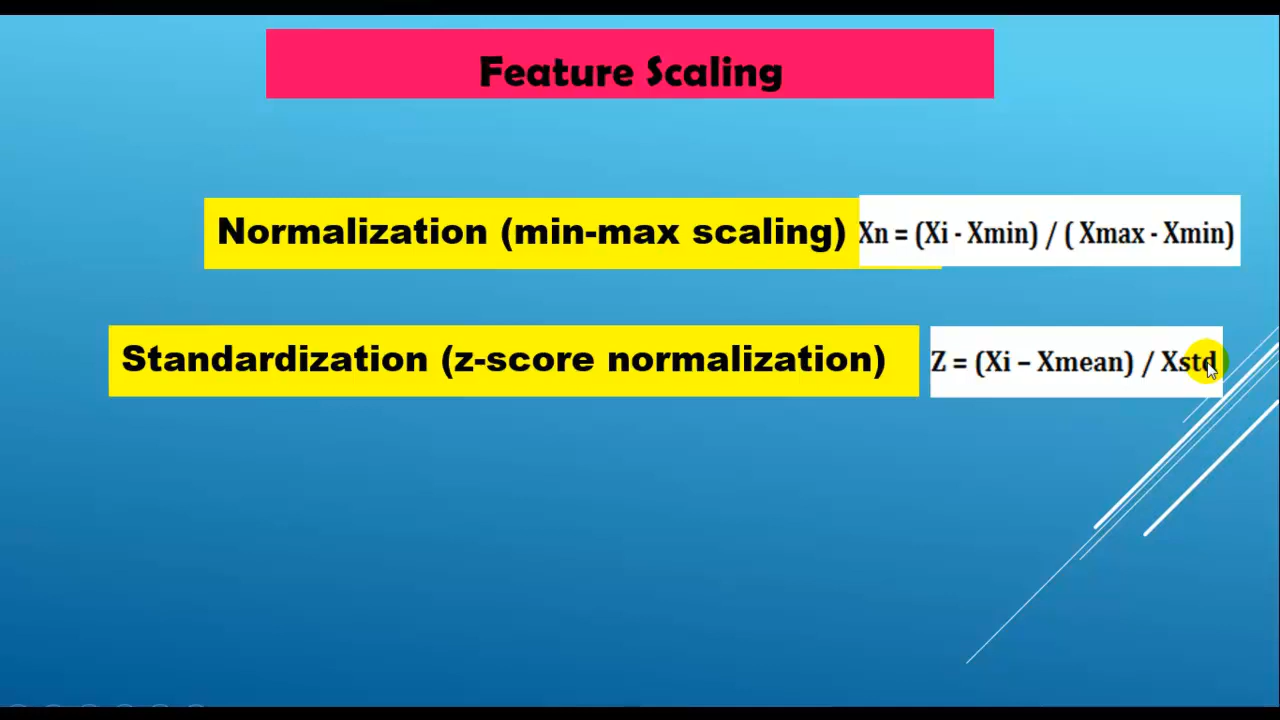 Feature Scaling
Normalization (min-max scaling) Xn = (Xi - Xmin) / ( Xmax - Xmin)
Standardization (z-score normalization) Z = (Xi – Xmean) / Xstd